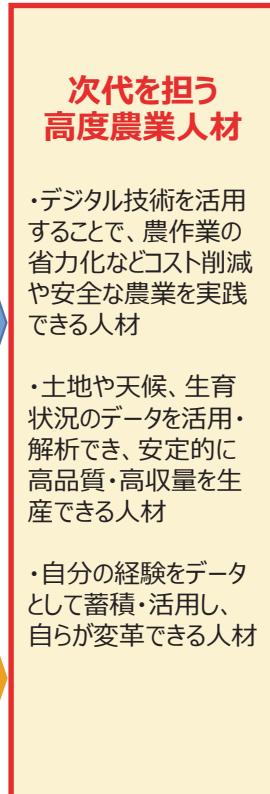 次代を担う
高度農業人材
・デジタル技術を活用
することで、農作業の
省力化などコスト削減
や安全な農業を実践
できる人材
・土地や天候、生育
状況のデータを活用・
解析でき、安定的に
高品質・高収量を生
産できる人材
・自分の経験をデータ
として蓄積・活用し、
自らが変革できる人材